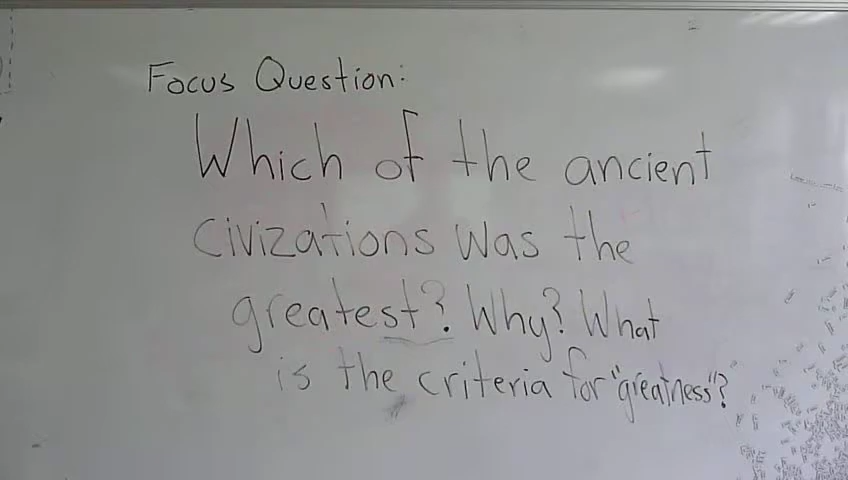 Focus Question:
Which of the ancient
civizations was the
greatest? Why? What
is the criteria for "greatness"?